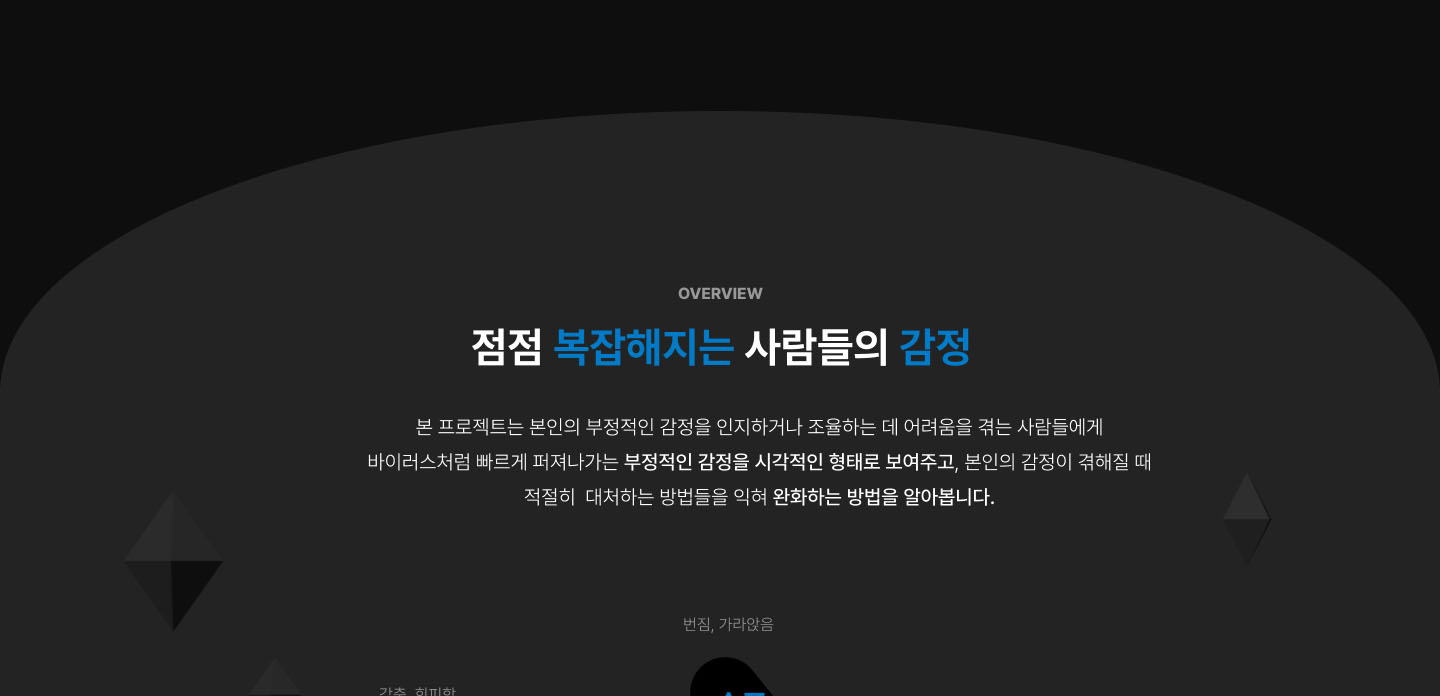 OVERVIEW
점점 복잡해지는 사람들의 감정
본 프로젝트는 본인의 부정적인 감정을 인지하거나 조율하는 데 어려움을 겪는 사람들에게
바이러스처럼 빠르게 퍼져나가는 부정적인 감정을 시각적인 형태로 보여주고, 본인의 감정이 격해질 때
적절히 대처하는 방법들을 익혀 완화하는 방법을 알아봅니다.
번짐, 가라앉음